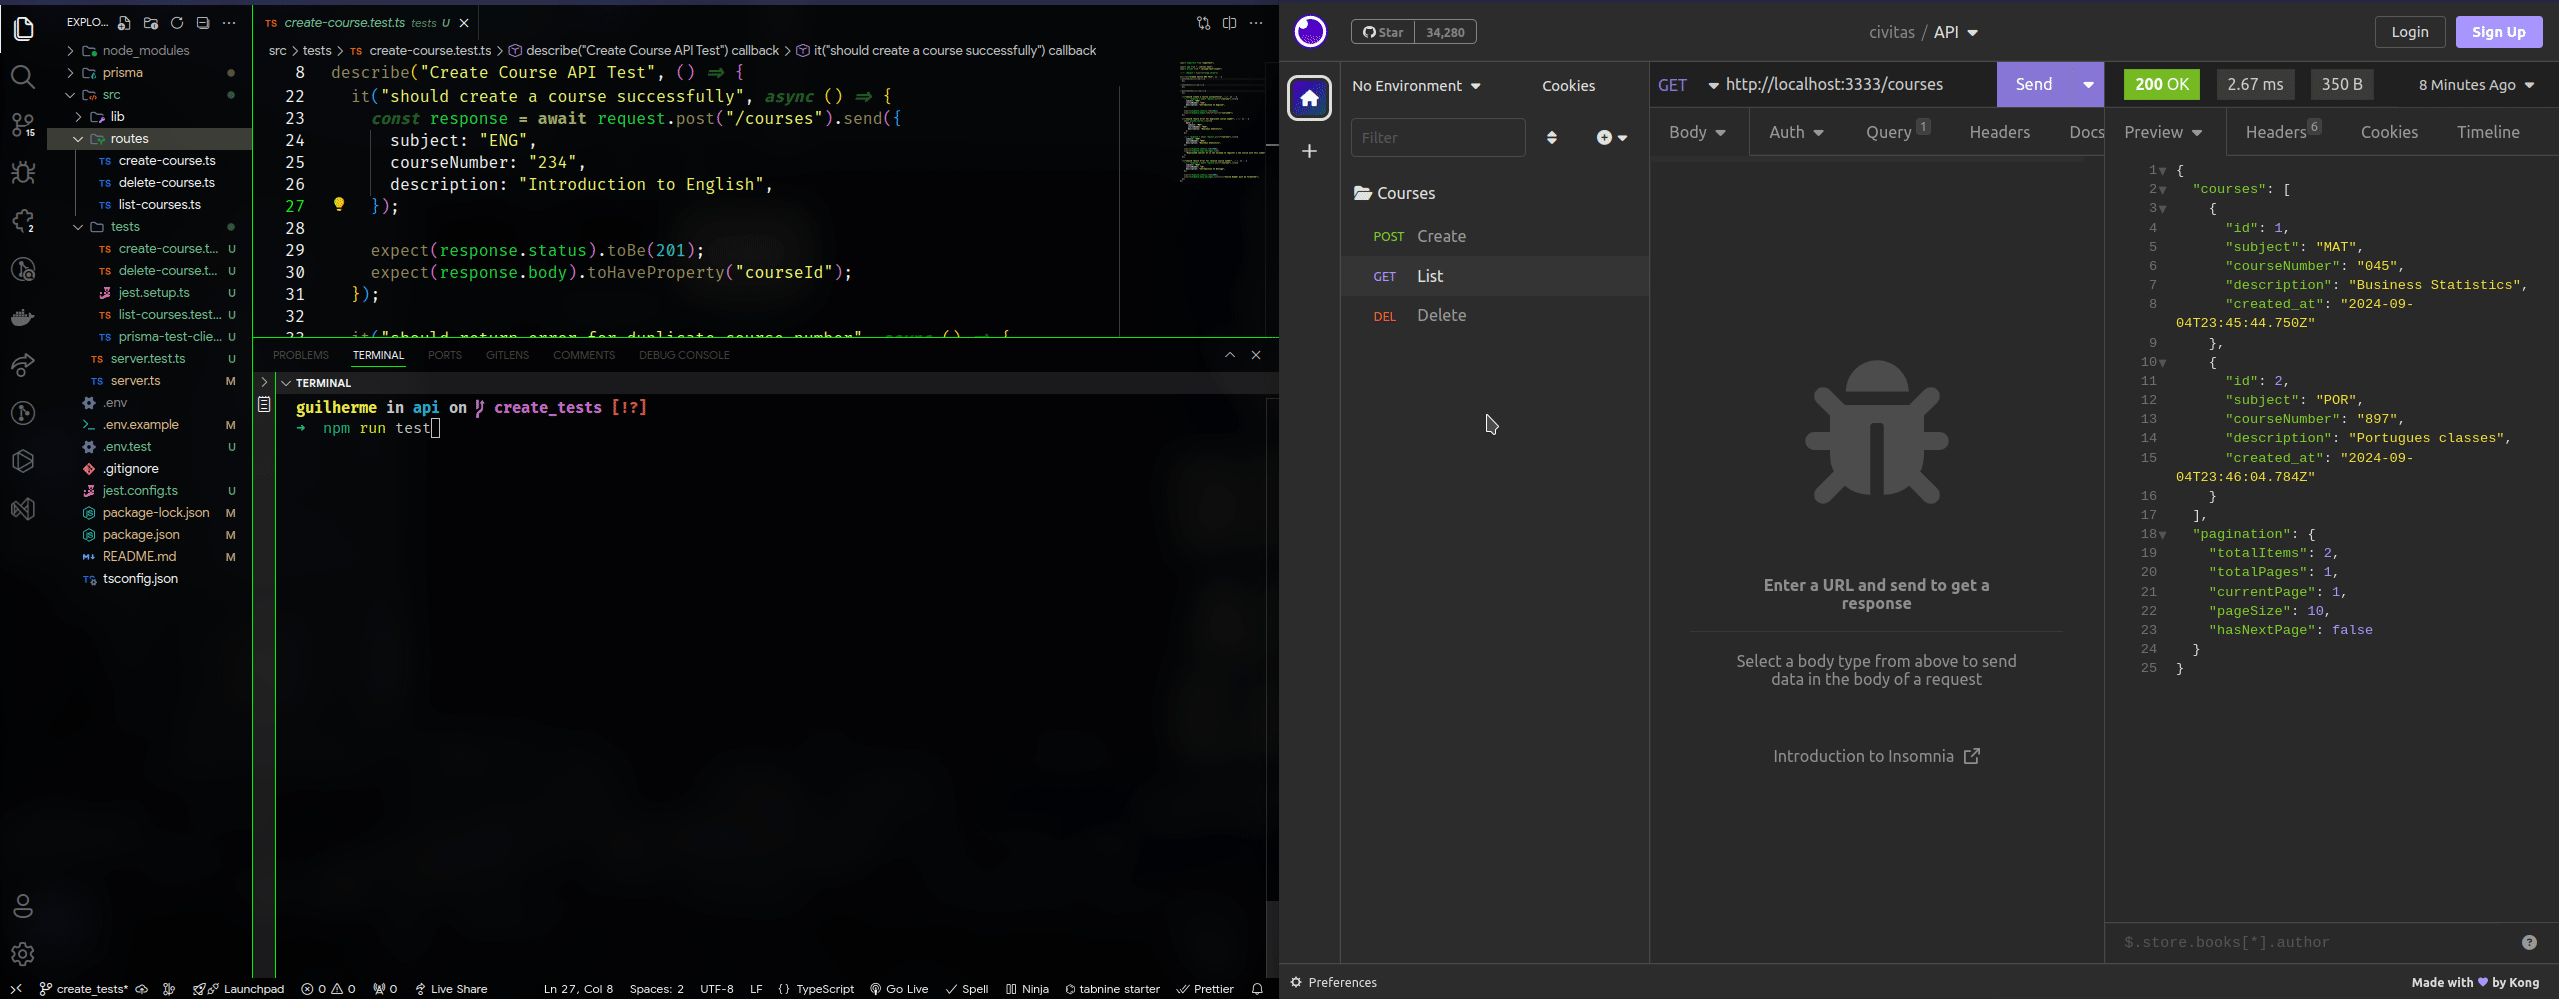 EXPLO...
node_modules
prisma
src
lib
routes
TS create-course.ts
TS delete-course.ts
TS list-courses.ts
tests
TS create-course.t... U
TS delete-course.t... U
jest.setup.ts U
TS list-courses.test... U
TS prisma-test-clie... U
TS server.test.ts U
TS server.ts M
.env
.env.example M
.env.test U
.gitignore
jest.config.ts U
package-lock.json M
package.json M
README.md M
tsconfig.json
15
2
TS create-course.test.ts tests U
src > tests > TS create-course.test.ts > describe("Create Course API Test") callback > it("should create a course successfully") callback
8 describe("Create Course API Test", () => {
22 it("should create a course successfully", async () => {
23 const response = await request.post("/courses").send({
24 subject: "ENG",
25 courseNumber: "234",
26 description: "Introduction to English",
27 });
28
29 expect(response.status).toBe(201);
30 expect(response.body).toHaveProperty("courseId");
31 });
32
33 it("should return error for duplicate course number", async () => {
PROBLEMS TERMINAL PORTS GITLENS COMMENTS DEBUG CONSOLE
TERMINAL
guilherme in api on create_tests [!?]
➜ npm run test
create_tests* Launchpad 0 0 0 Live Share Ln 27, Col 8 Spaces: 2 UTF-8 LF {} TypeScript Go Live Spell Ninja tabnine starter Prettier
Star 34,280
civitas / API
Login
Sign Up
No Environment
Cookies
Filter
Courses
POST Create
GET List
DEL Delete
GET http://localhost:3333/courses Send
Body Auth Query 1 Headers Docs
Enter a URL and send to get a
response
Select a body type from above to send
data in the body of a request
Introduction to Insomnia
200 OK 2.67 ms 350 B 8 Minutes Ago
Preview Headers 6 Cookies Timeline
1 {
2 "courses": [
3 {
4 "id": 1,
5 "subject": "MAT",
6 "courseNumber": "045",
7 "description": "Business Statistics",
8 "created_at": "2024-09-
04T23:45:44.750Z"
9 },
10 {
11 "id": 2,
12 "subject": "POR",
13 "courseNumber": "897",
14 "description": "Portugues classes",
15 "created_at": "2024-09-
04T23:46:04.784Z"
16 }
17 ],
18 "pagination": {
19 "totalItems": 2,
20 "totalPages": 1,
21 "currentPage": 1,
22 "pageSize": 10,
23 "hasNextPage": false
24 }
25 }
$.store.books[*].author
Preferences
Made with ♥ by Kong